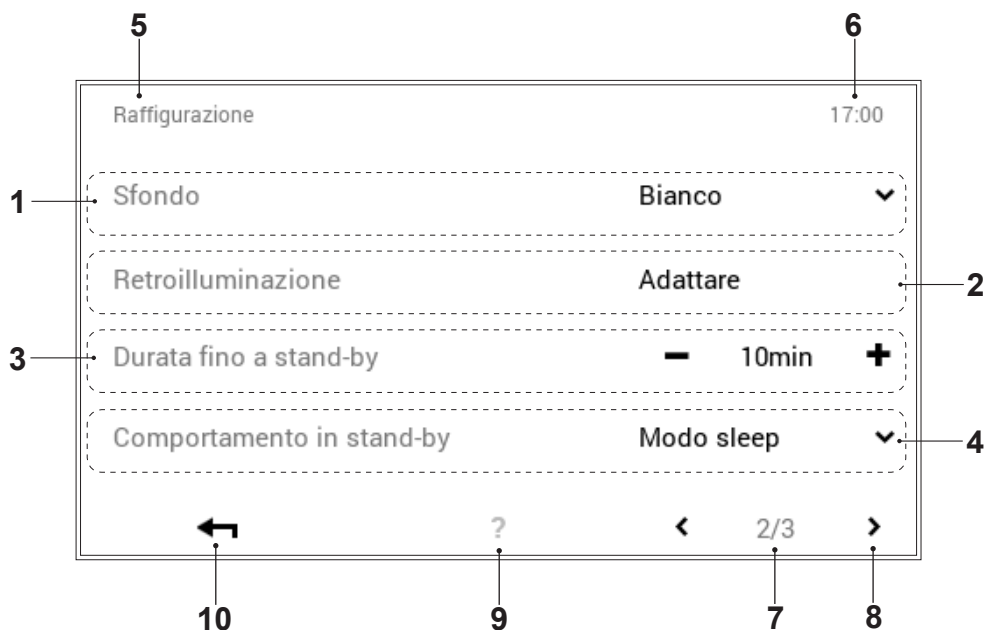 5 6
Raffigurazione 17:00
1 Sfondo Bianco
Retroilluminazione Adattare 2
3 Durata fino a stand-by − 10min +
Comportamento in stand-by Modo sleep 4
? < 2/3 >
10 9 7 8